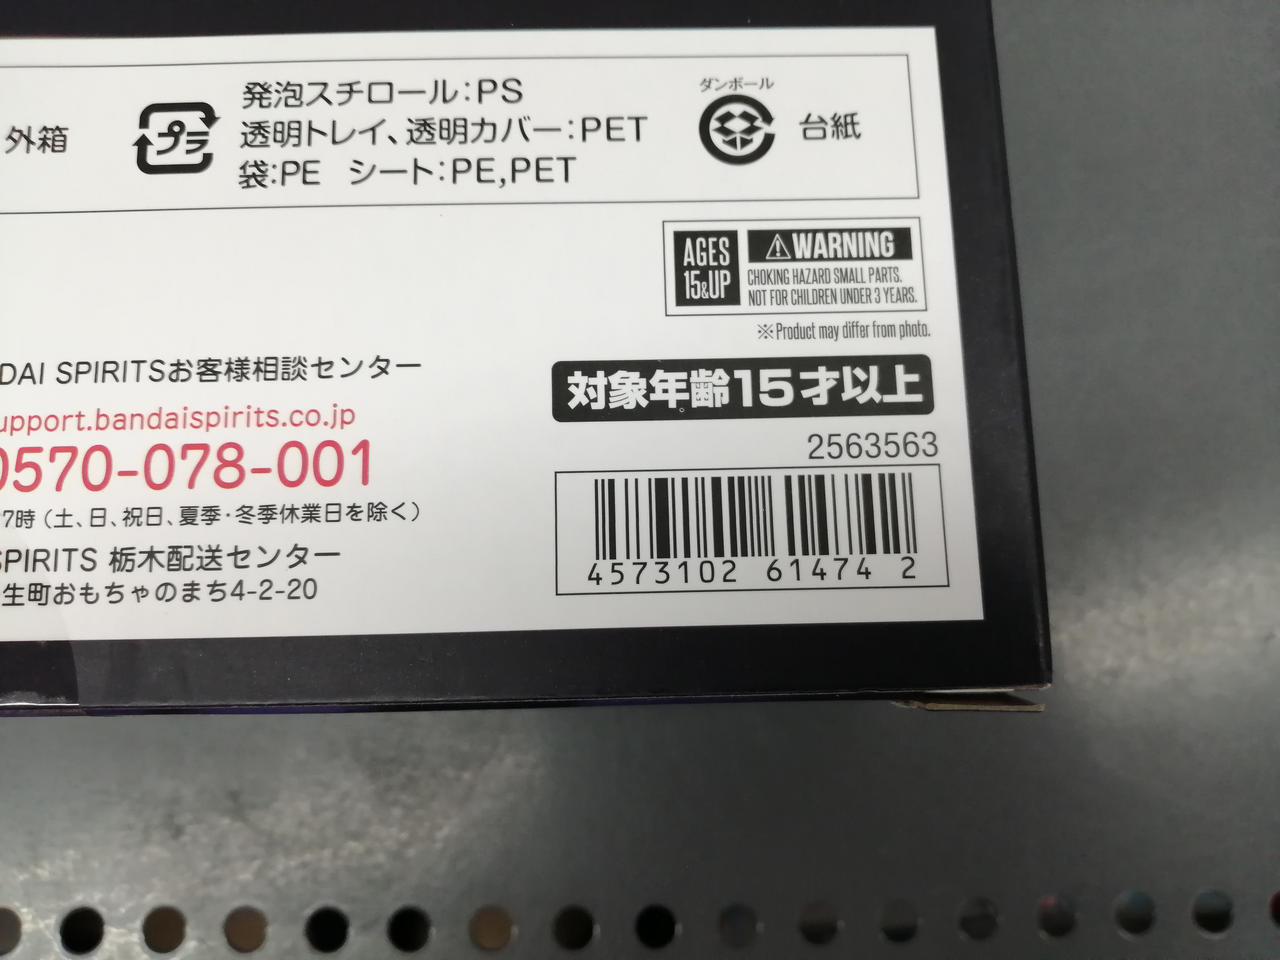 外箱
プラ
発泡スチロール:PS
透明トレイ、透明カバー:PET
袋:PE シート:PE,PET
ダンボール
台紙
AGES
15&UP
⚠WARNING
CHOKING HAZARD SMALL PARTS.
NOT FOR CHILDREN UNDER 3 YEARS.
※Product may differ from photo.
対象年齢15才以上
2563563
4573102 61474 2
DAI SPIRITSお客様相談センター
upport.bandaispirits.co.jp
0570-078-001
7時(土、日、祝日、夏季・冬季休業日を除く)
SPIRITS 栃木配送センター
生町おもちゃのまち4-2-20